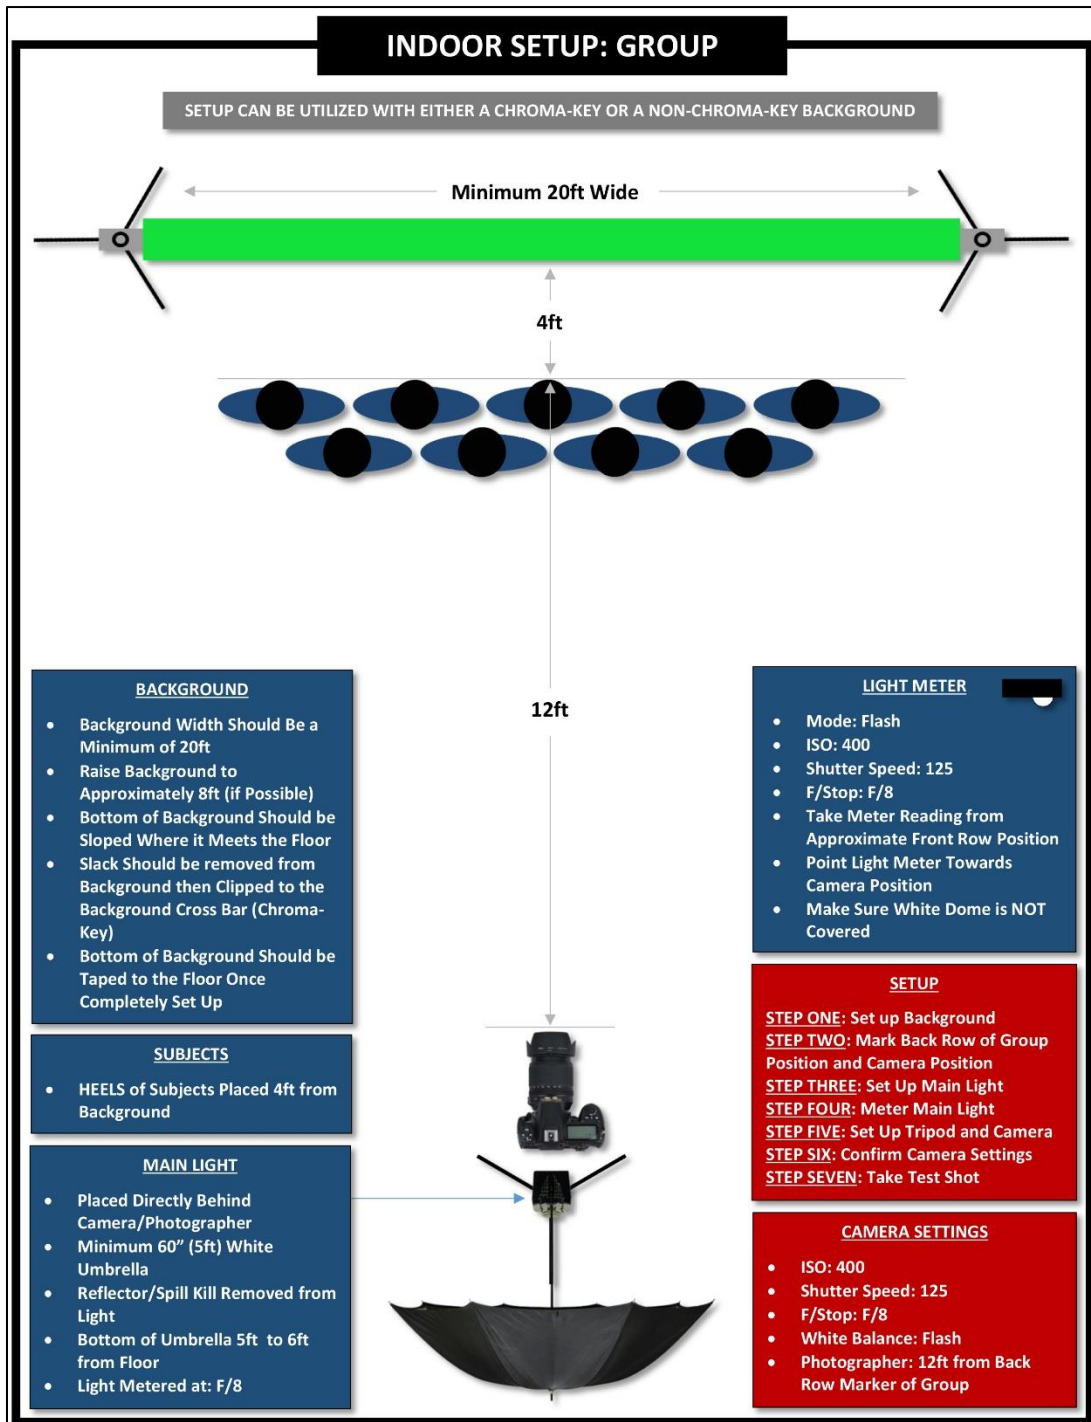 INDOOR SETUP: GROUP
SETUP CAN BE UTILIZED WITH EITHER A CHROMA-KEY OR A NON-CHROMA-KEY BACKGROUND
Minimum 20ft Wide
4ft
12ft
BACKGROUND
• Background Width Should Be a
Minimum of 20ft
• Raise Background to
Approximately 8ft (if Possible)
• Bottom of Background Should be
Sloped Where it Meets the Floor
• Slack Should be removed from
Background then Clipped to the
Background Cross Bar (Chroma-
Key)
• Bottom of Background Should be
Taped to the Floor Once
Completely Set Up
SUBJECTS
• HEELS of Subjects Placed 4ft from
Background
MAIN LIGHT
• Placed Directly Behind
Camera/Photographer
• Minimum 60” (5ft) White
Umbrella
• Reflector/Spill Kill Removed from
Light
• Bottom of Umbrella 5ft to 6ft
from Floor
• Light Metered at: F/8
LIGHT METER
• Mode: Flash
• ISO: 400
• Shutter Speed: 125
• F/Stop: F/8
• Take Meter Reading from
Approximate Front Row Position
• Point Light Meter Towards
Camera Position
• Make Sure White Dome is NOT
Covered
SETUP
STEP ONE: Set up Background
STEP TWO: Mark Back Row of Group
Position and Camera Position
STEP THREE: Set Up Main Light
STEP FOUR: Meter Main Light
STEP FIVE: Set Up Tripod and Camera
STEP SIX: Confirm Camera Settings
STEP SEVEN: Take Test Shot
CAMERA SETTINGS
• ISO: 400
• Shutter Speed: 125
• F/Stop: F/8
• White Balance: Flash
• Photographer: 12ft from Back
Row Marker of Group